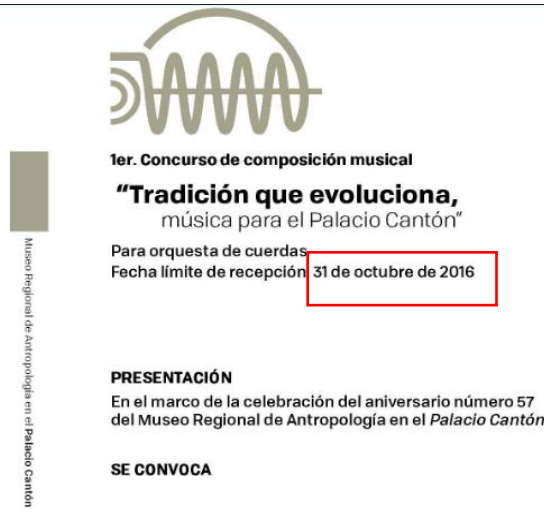 1er. Concurso de composición musical
“Tradición que evoluciona,
música para el Palacio Cantón”
Para orquesta de cuerdas
Fecha límite de recepción 31 de octubre de 2016
PRESENTACIÓN
En el marco de la celebración del aniversario número 57
del Museo Regional de Antropología en el Palacio Cantón
SE CONVOCA
Museo Regional de Antropología en el Palacio Cantón